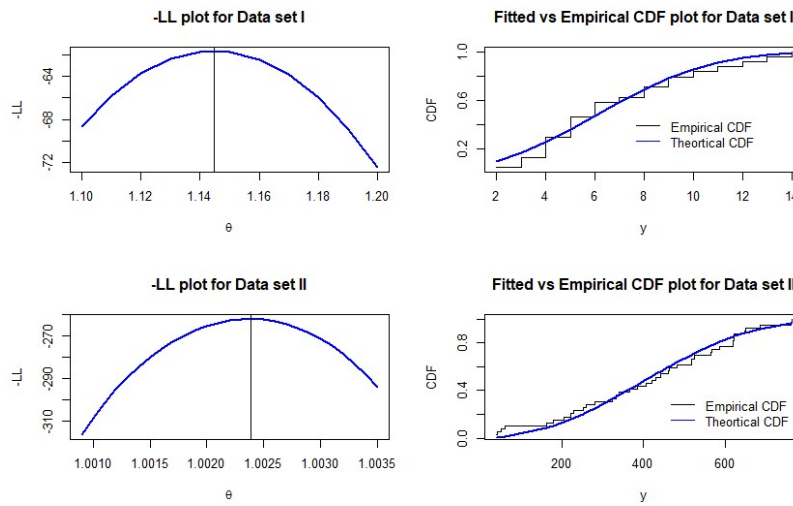 -LL plot for Data set I
-LL
-64
-68
-72
1.10
1.12
1.14
1.16
1.18
1.20
θ
Fitted vs Empirical CDF plot for Data set I
CDF
1.0
0.6
0.2
Empirical CDF
Theortical CDF
2
4
6
8
10
12
14
y
-LL plot for Data set II
-LL
-270
-290
-310
1.0010
1.0015
1.0020
1.0025
1.0030
1.0035
θ
Fitted vs Empirical CDF plot for Data set II
CDF
0.8
0.4
0.0
Empirical CDF
Theortical CDF
200
400
600
y